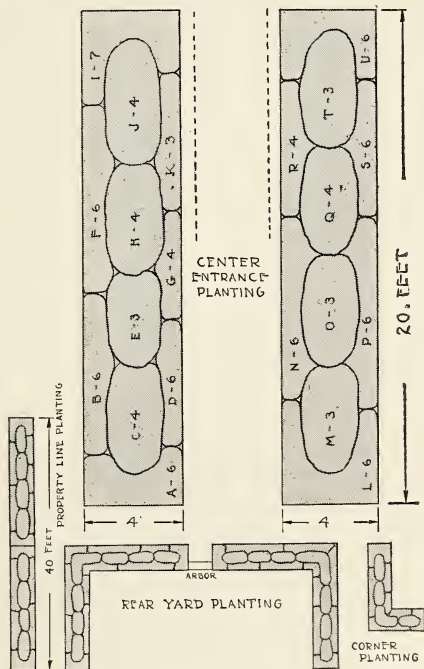 I-7
J-4
K-3
F-6
H-4
G-4
E-3
B-6
C-4
D-6
A-6
4'
U-6
T-3
R-4
S-6
Q-4
O-3
N-6
P-6
M-3
L-6
4
20. FEET
CENTER
ENTRANCE
PLANTING
PROPERTY LINE PLANTING
40 FEET
ARBOR
REAR YARD PLANTING
CORNER
PLANTING